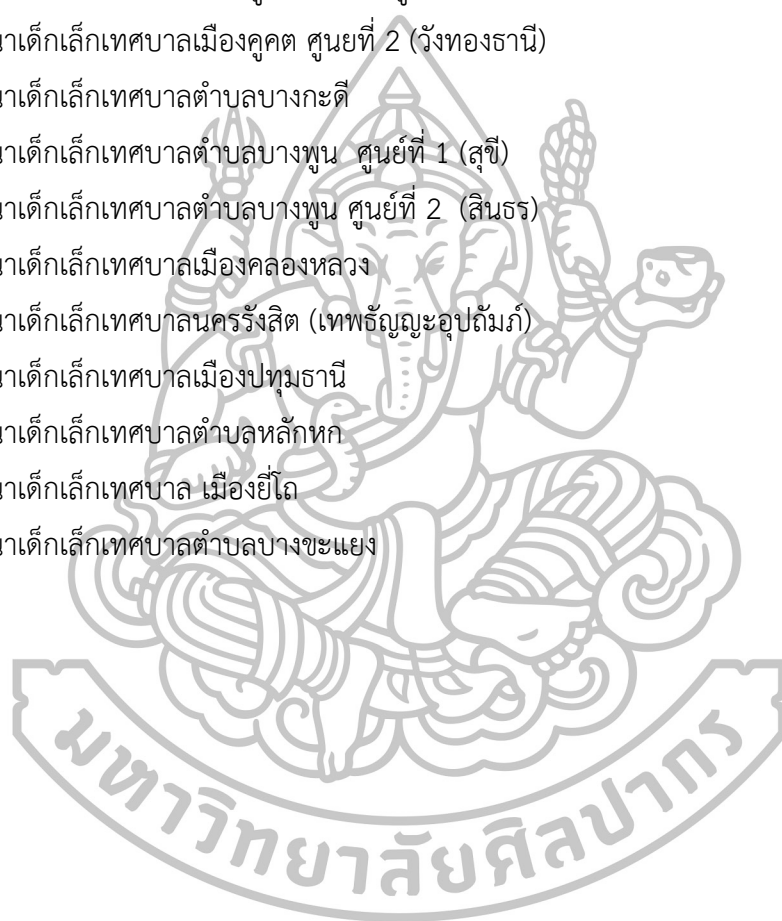 าเด็กเล็กเทศบาลเมืองคูคต ศูนยที่ 2 (วังทองธานี)
าเด็กเล็กเทศบาลตำบลบางกะดี
าเด็กเล็กเทศบาลตำบลบางพูน ศูนย์ที่ 1 (สุขี)
าเด็กเล็กเทศบาลตำบลบางพูน ศูนย์ที่ 2 (สินธร)
าเด็กเล็กเทศบาลเมืองคลองหลวง
าเด็กเล็กเทศบาลนครรังสิต (เทพธัญญะอุปถัมภ์)
าเด็กเล็กเทศบาลเมืองปทุมธานี
าเด็กเล็กเทศบาลตำบลหลักหก
าเด็กเล็กเทศบาล เมืองยี่โถ
าเด็กเล็กเทศบาลตำบลบางขะแยง
มหาวิทยาลัยศิลปากร